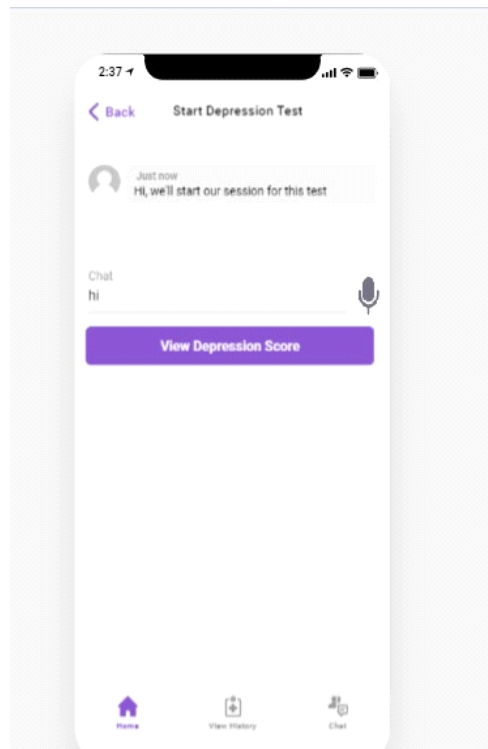 2:37
Back
Start Depression Test
Just now
Hi, we'll start our session for this test
Chat
hi
View Depression Score
Home
View History
Chat